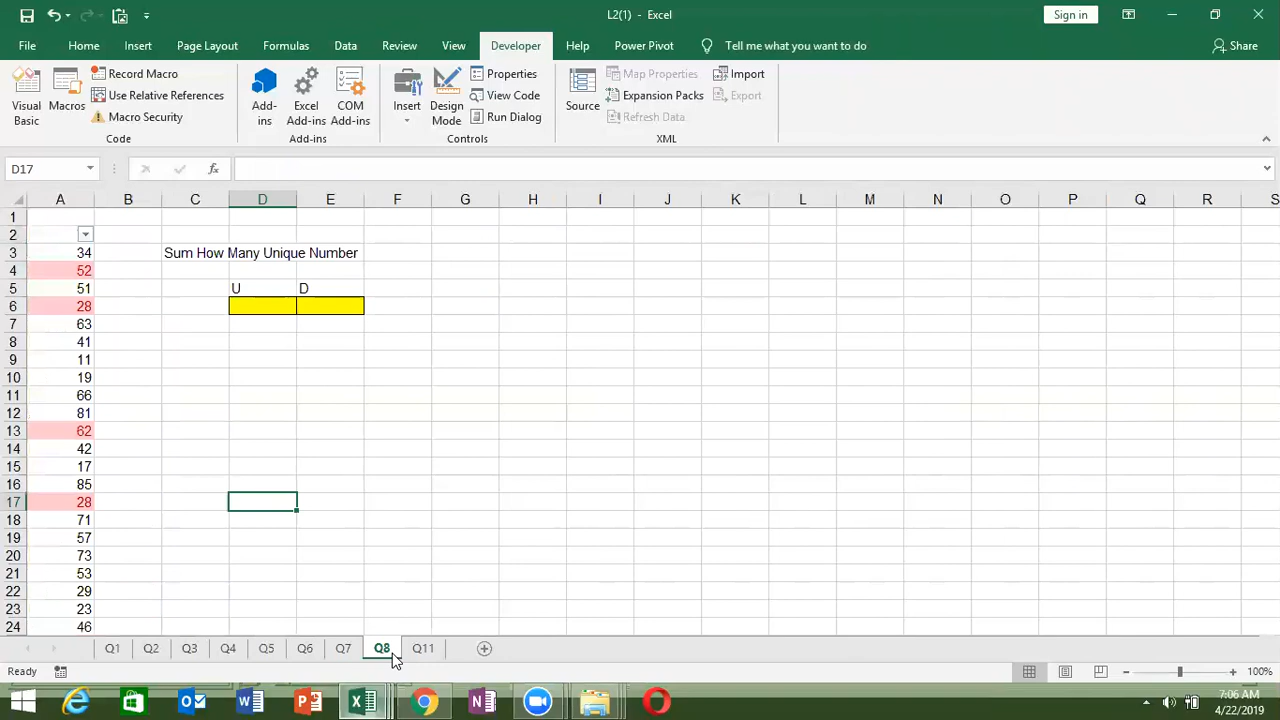 L2(1) - Excel
Sign in
File Home Insert Page Layout Formulas Data Review View Developer Help Power Pivot Tell me what you want to do Share
Visual Basic
Macros
Record Macro
Use Relative References
Macro Security
Code
Add-ins
Excel Add-ins
COM Add-ins
Add-ins
Insert
Design Mode
Properties
View Code
Run Dialog
Controls
Source
Map Properties
Expansion Packs
Refresh Data
Import
Export
XML
D17
fx
A B C D E F G H I J K L M N O P Q R S
1
2
3 34 Sum How Many Unique Number
4 52
5 51 U D
6 28
7 63
8 41
9 11
10 19
11 66
12 81
13 62
14 42
15 17
16 85
17 28
18 71
19 57
20 73
21 53
22 29
23 23
24 46
Q1 Q2 Q3 Q4 Q5 Q6 Q7 Q8 Q11
Ready
100%
7:06 AM
4/22/2019